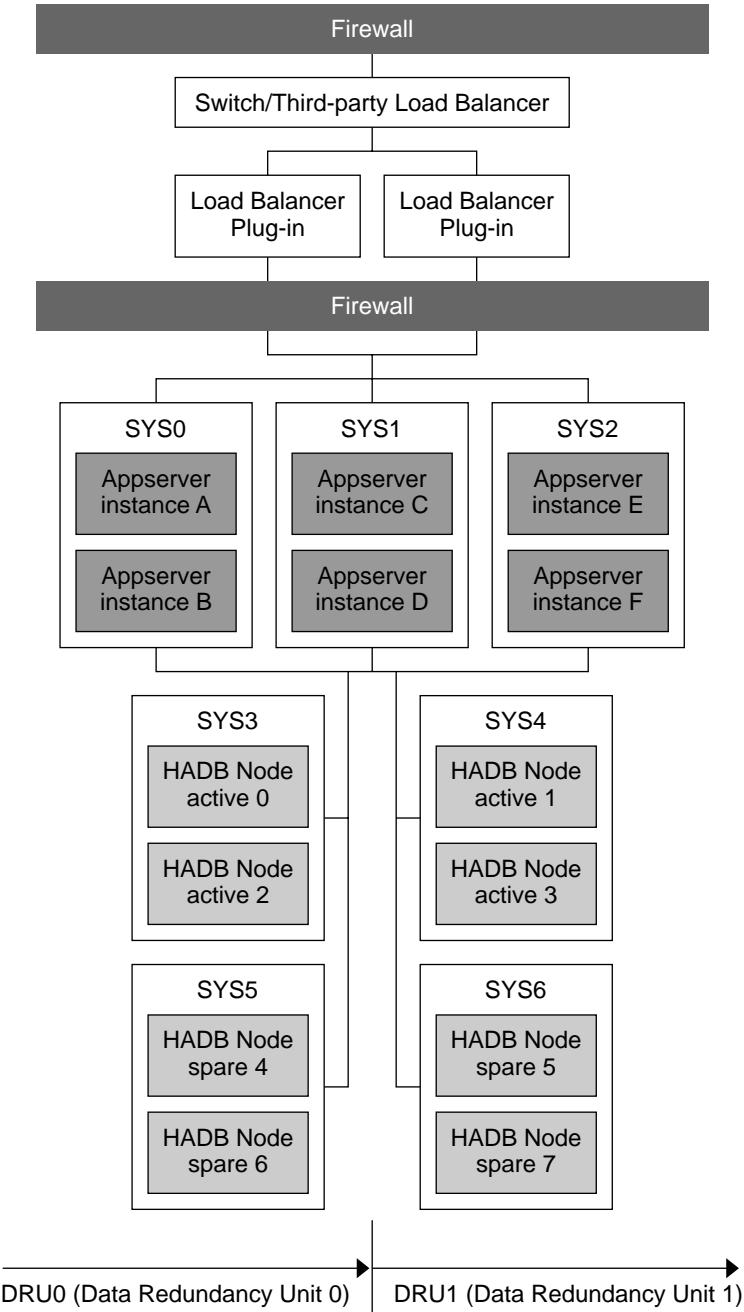 Firewall
Switch/Third-party Load Balancer
Load Balancer
Plug-in
Load Balancer
Plug-in
Firewall
SYS0
Appserver
instance A
Appserver
instance B
SYS1
Appserver
instance C
Appserver
instance D
SYS2
Appserver
instance E
Appserver
instance F
SYS3
HADB Node
active 0
HADB Node
active 2
SYS4
HADB Node
active 1
HADB Node
active 3
SYS5
HADB Node
spare 4
HADB Node
spare 6
SYS6
HADB Node
spare 5
HADB Node
spare 7
DRU0 (Data Redundancy Unit 0)
DRU1 (Data Redundancy Unit 1)